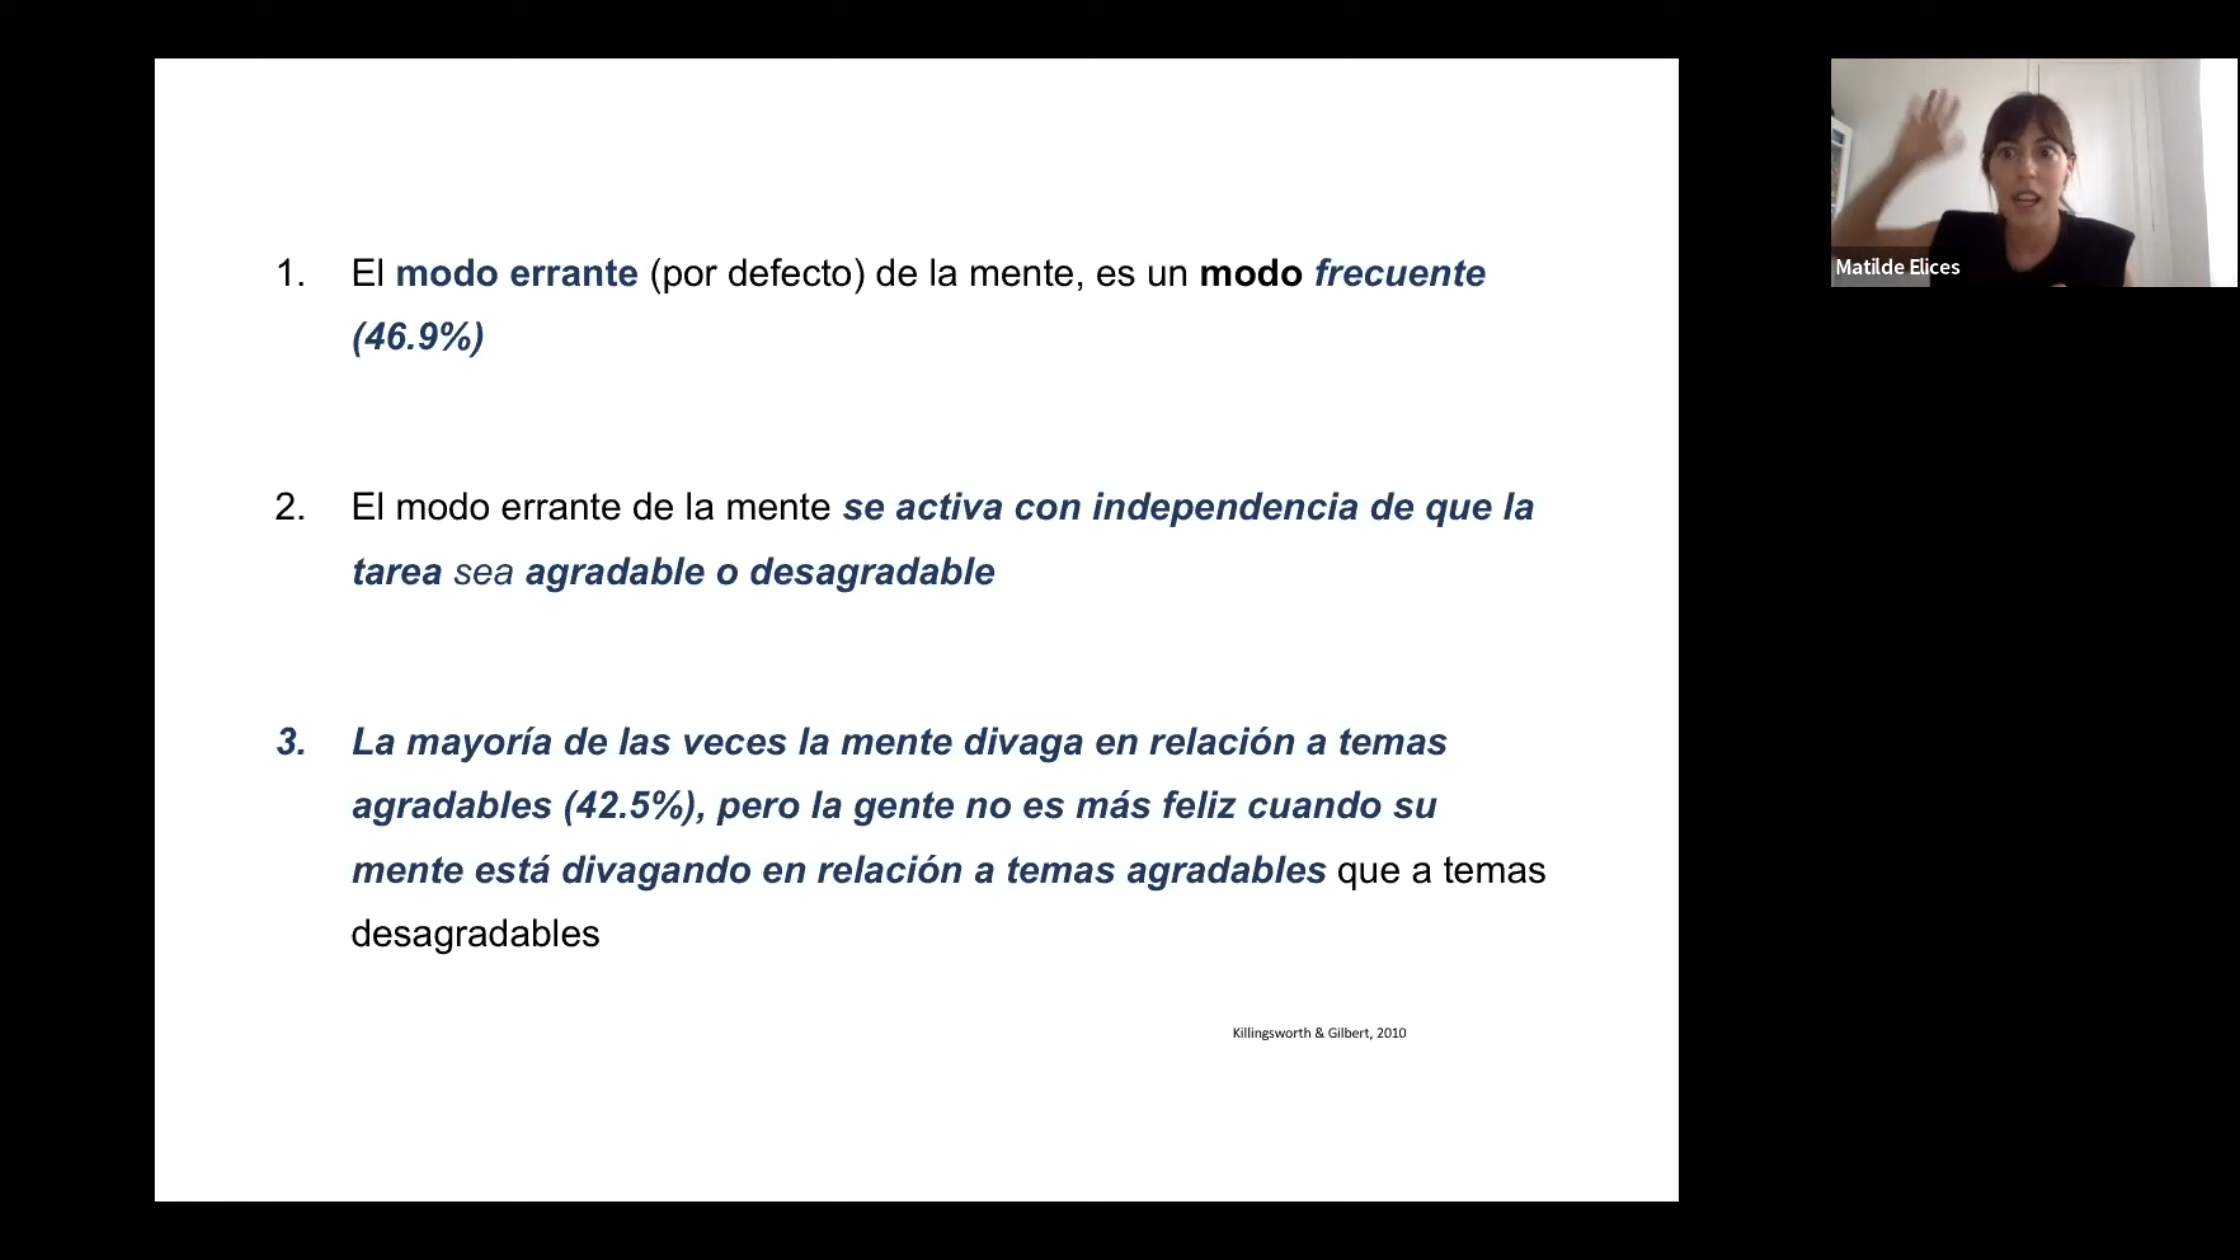 1. El modo errante (por defecto) de la mente, es un modo frecuente
(46.9%)
2. El modo errante de la mente se activa con independencia de que la
tarea sea agradable o desagradable
3. La mayoría de las veces la mente divaga en relación a temas
agradables (42.5%), pero la gente no es más feliz cuando su
mente está divagando en relación a temas agradables que a temas
desagradables
Killingsworth & Gilbert, 2010
Matilde Elices